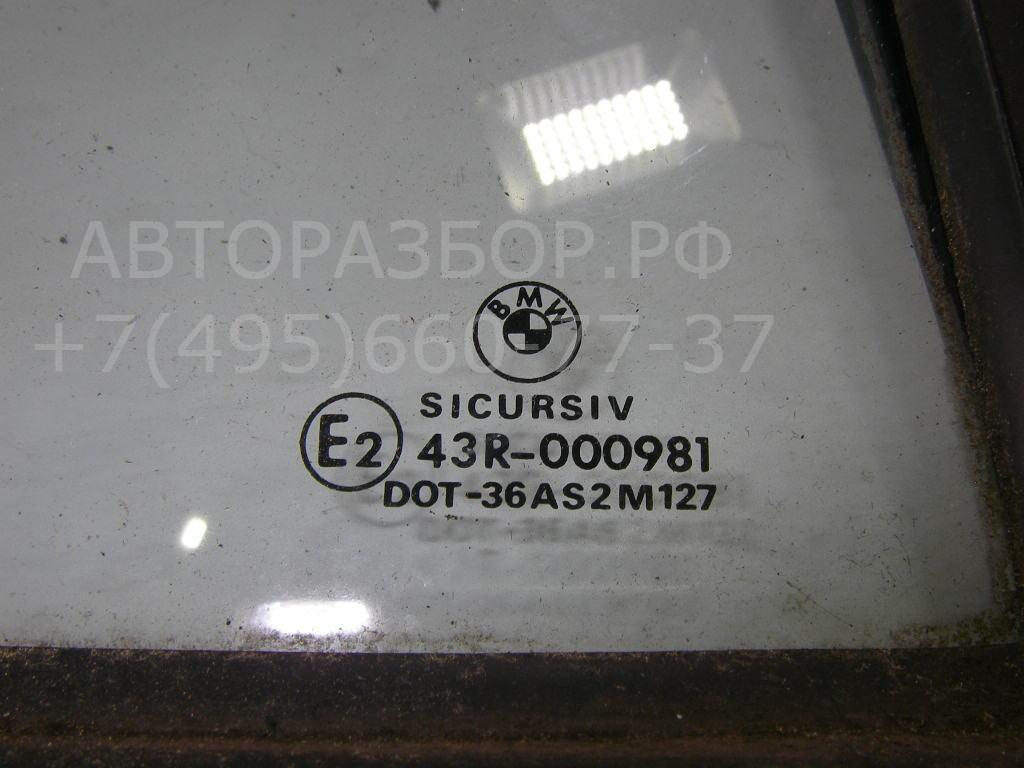 АВТОРАЗБОР.РФ
+7(495)660-77-37
BMW
SICURSIV
E2 43R-000981
DOT-36AS2M127